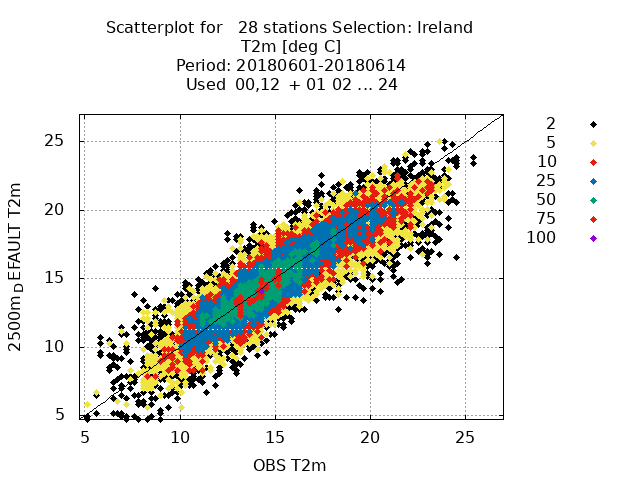 Scatterplot for 28 stations Selection: Ireland
T2m [deg C]
Period: 20180601-20180614
Used 00,12 + 01 02 ... 24
2
5
10
25
50
75
100
25
20
15
10
5
2500m_DEFAULT T2m
5 10 15 20 25
OBS T2m